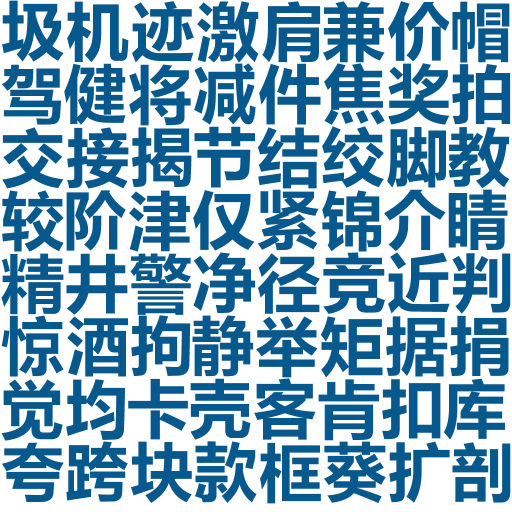 圾机迹激肩兼价帽
驾健将减件焦奖拍
交接揭节结绞脚教
较阶津仅紧锦介睛
精井警净径竞近判
惊酒拘静举矩据捐
觉均卡壳客肯扣库
夸跨块款框葵扩剖